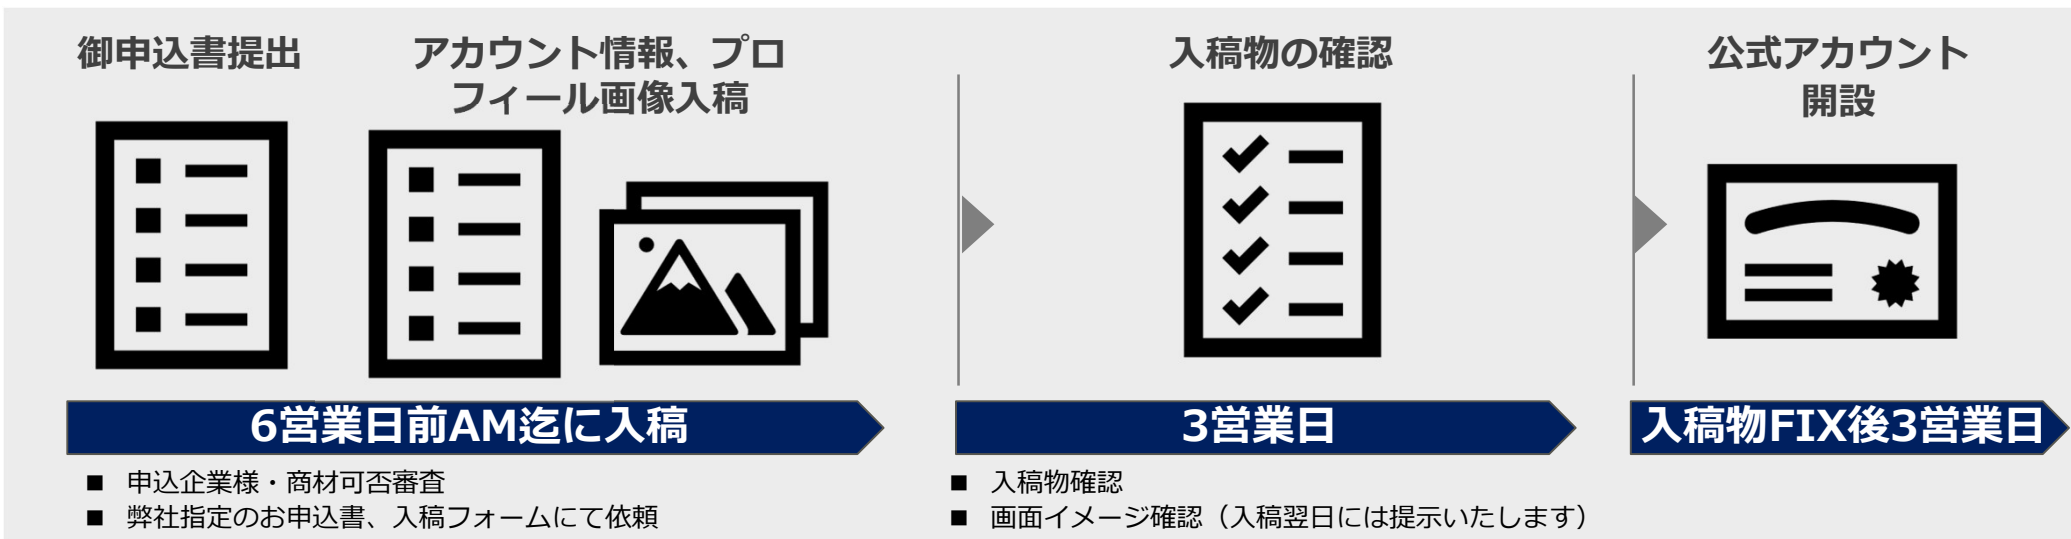 御申込書提出
アカウント情報、プロ
フィール画像入稿
入稿物の確認
公式アカウント
開設
6営業日前AM迄に入稿
3営業日
入稿物FIX後3営業日
■ 申込企業様・商材可否審査
■ 弊社指定のお申込書、入稿フォームにて依頼
■ 入稿物確認
■ 画面イメージ確認（入稿翌日には提示いたします）